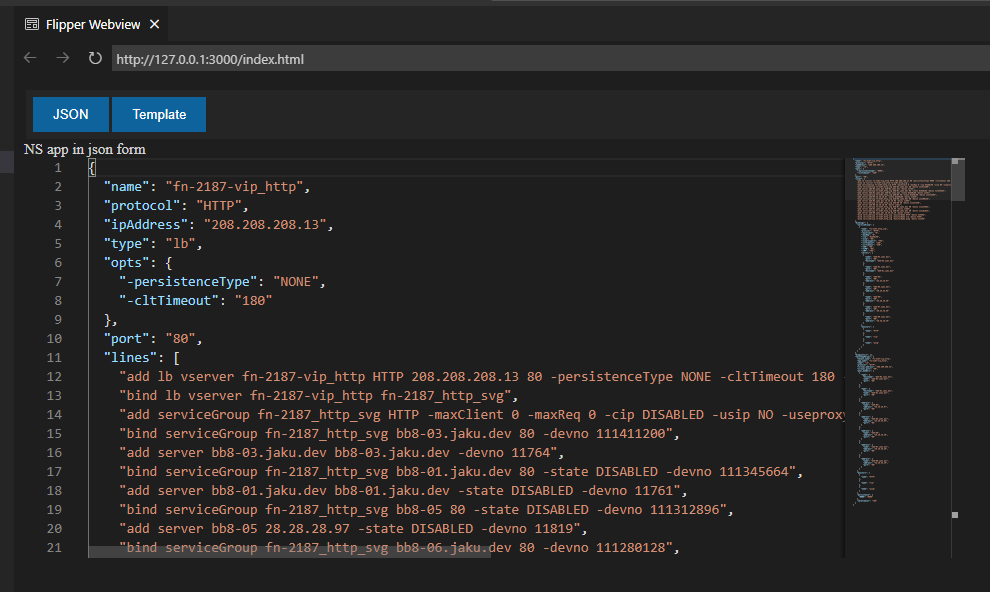 Flipper Webview
http://127.0.0.1:3000/index.html
JSON Template
NS app in json form
1 {
2 "name": "fn-2187-vip_http",
3 "protocol": "HTTP",
4 "ipAddress": "208.208.208.13",
5 "type": "lb",
6 "opts": {
7 "-persistenceType": "NONE",
8 "-cltTimeout": "180"
9 },
10 "port": "80",
11 "lines": [
12 "add lb vserver fn-2187-vip_http HTTP 208.208.208.13 80 -persistenceType NONE -cltTimeout 180 -
13 "bind lb vserver fn-2187-vip_http fn-2187_http_svg",
14 "add serviceGroup fn-2187_http_svg HTTP -maxClient 0 -maxReq 0 -cip DISABLED -usip NO -useproxy
15 "bind serviceGroup fn-2187_http_svg bb8-03.jaku.dev 80 -devno 111411200",
16 "add server bb8-03.jaku.dev bb8-03.jaku.dev -devno 11764",
17 "bind serviceGroup fn-2187_http_svg bb8-01.jaku.dev 80 -state DISABLED -devno 111345664",
18 "add server bb8-01.jaku.dev bb8-01.jaku.dev -state DISABLED -devno 11761",
19 "bind serviceGroup fn-2187_http_svg bb8-05 80 -state DISABLED -devno 111312896",
20 "add server bb8-05 28.28.28.97 -state DISABLED -devno 11819",
21 "bind serviceGroup fn-2187_http_svg bb8-06.jaku.dev 80 -devno 111280128",